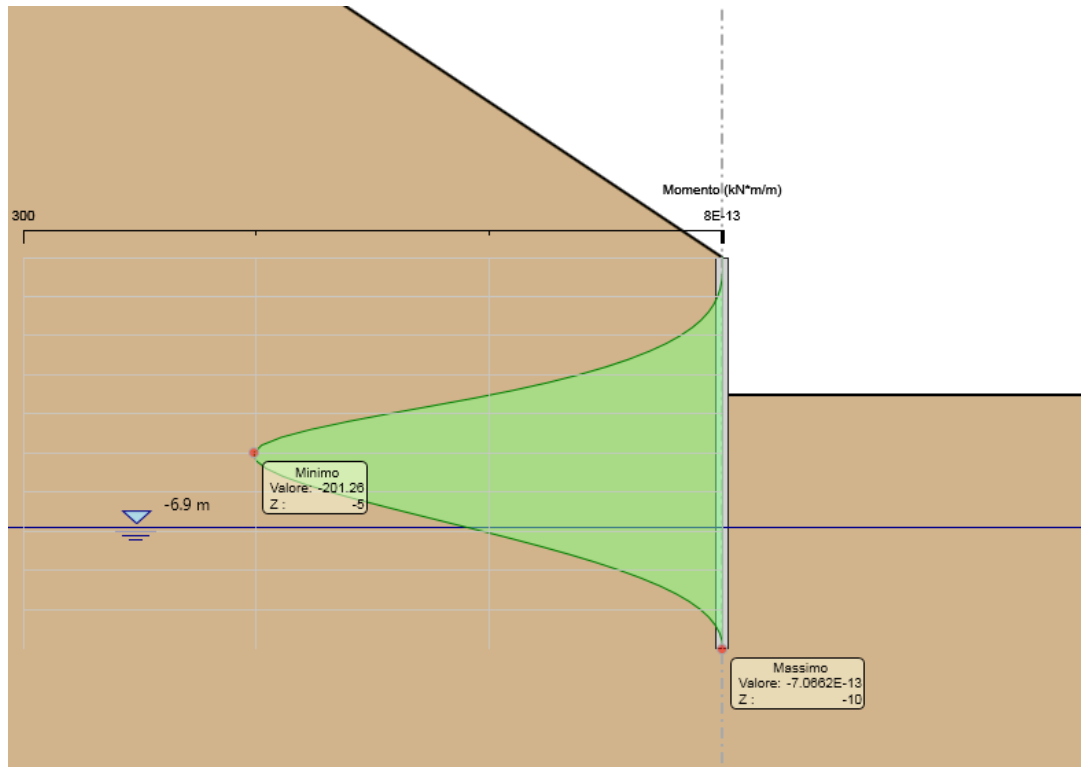 Momento (kN*m/m)
300
8E-13
Minimo
Valore: -201.26
Z : -5
-6.9 m
Massimo
Valore: -7.0662E-13
Z : -10